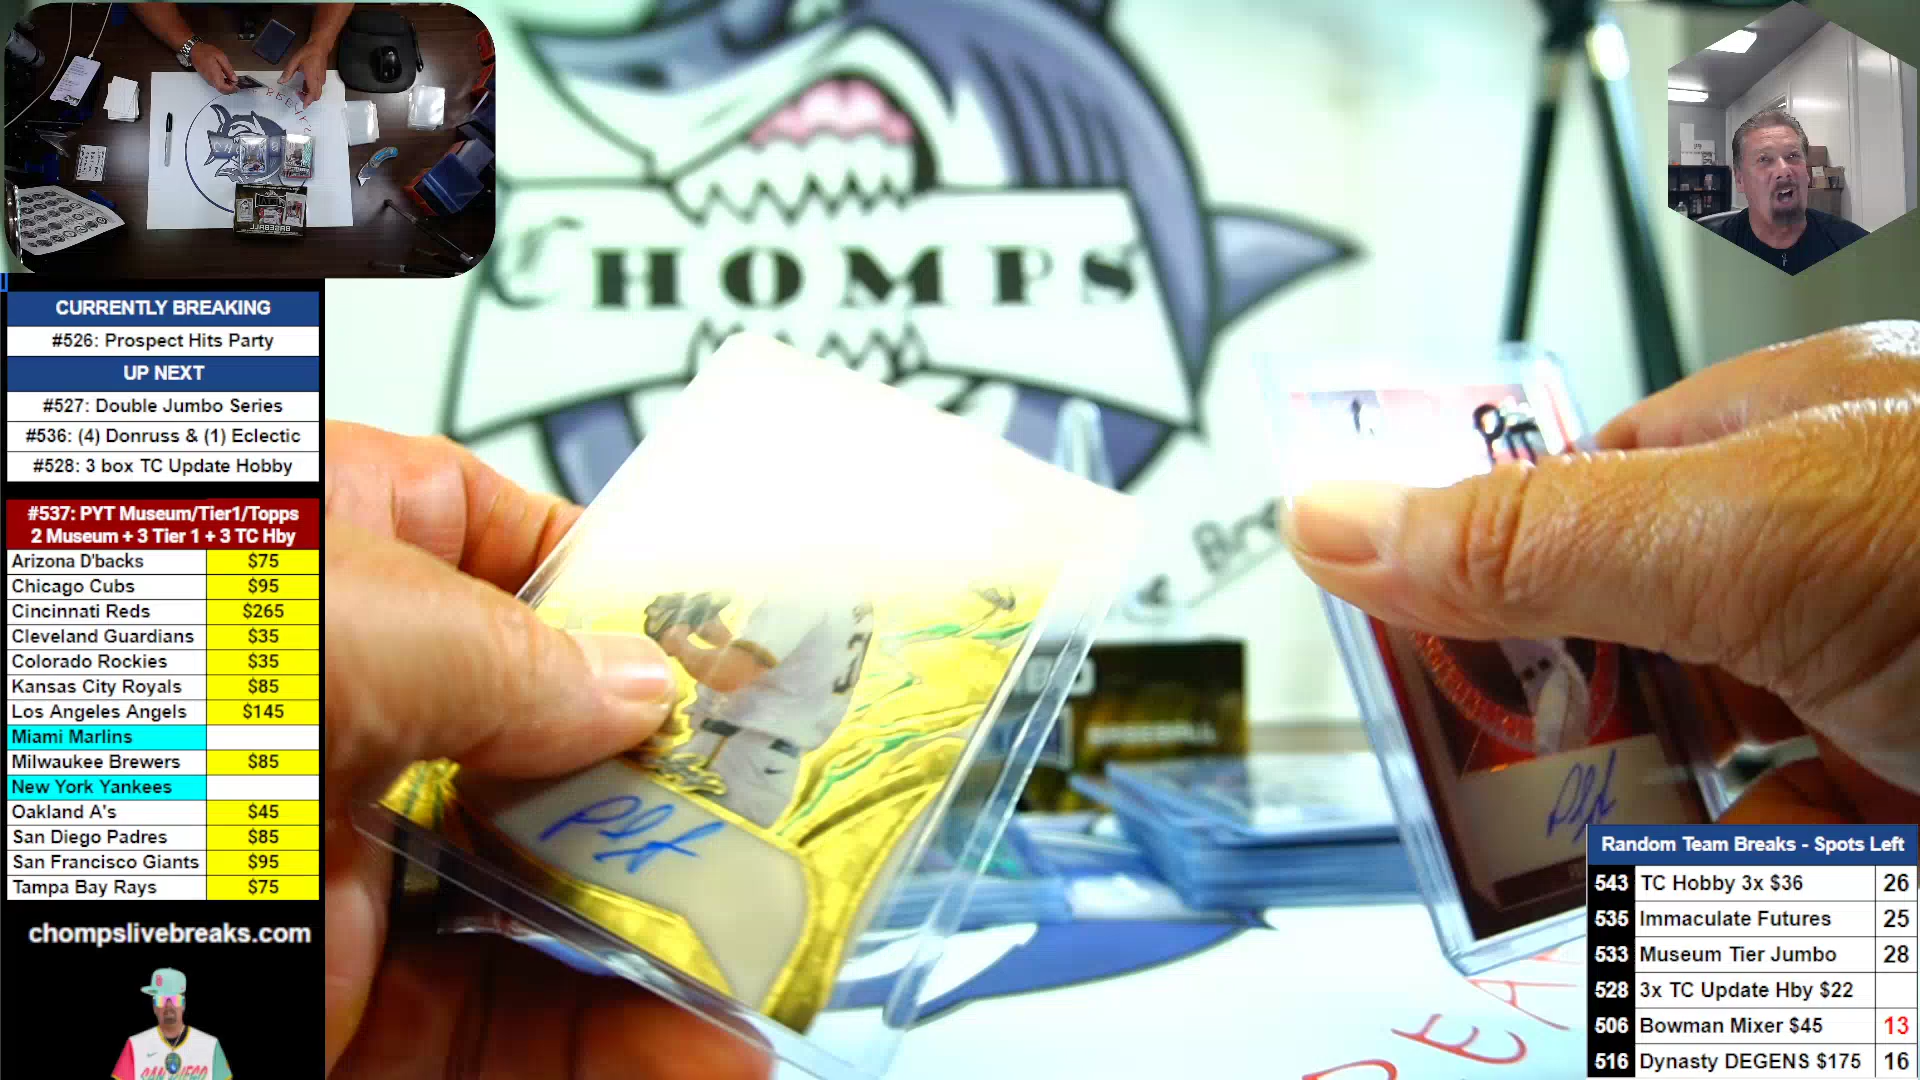 CHOMPS
BASEBALL
CURRENTLY BREAKING
#526: Prospect Hits Party
UP NEXT
#527: Double Jumbo Series
#536: (4) Donruss & (1) Eclectic
#528: 3 box TC Update Hobby
#537: PYT Museum/Tier1/Topps
2 Museum + 3 Tier 1 + 3 TC Hby
Arizona D'backs $75
Chicago Cubs $95
Cincinnati Reds $265
Cleveland Guardians $35
Colorado Rockies $35
Kansas City Royals $85
Los Angeles Angels $145
Miami Marlins
Milwaukee Brewers $85
New York Yankees
Oakland A's $45
San Diego Padres $85
San Francisco Giants $95
Tampa Bay Rays $75
chompslivebreaks.com
SAN DIEGO
Random Team Breaks - Spots Left
543 TC Hobby 3x $36 26
535 Immaculate Futures 25
533 Museum Tier Jumbo 28
528 3x TC Update Hby $22
506 Bowman Mixer $45 13
516 Dynasty DEGENS $175 16